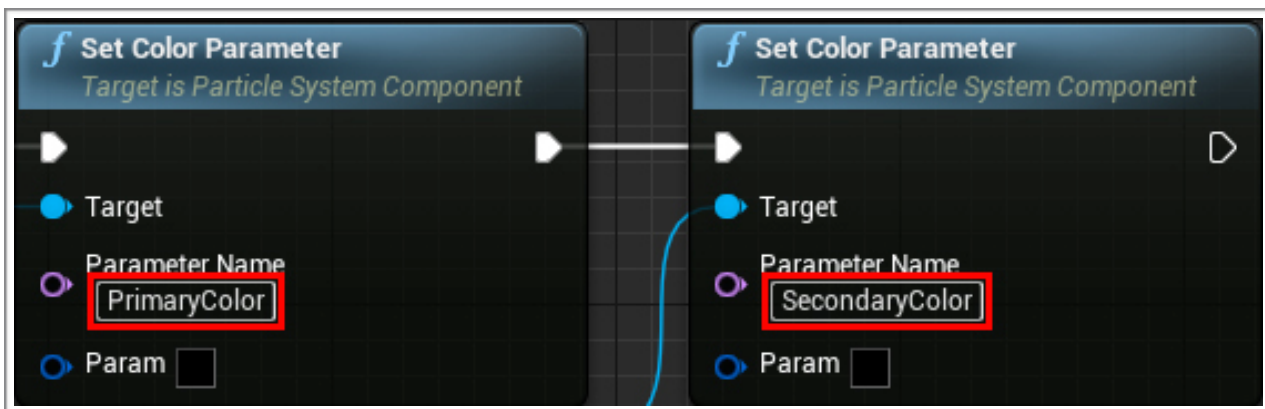 f Set Color Parameter
Target is Particle System Component
Target
Parameter Name
PrimaryColor
Param
f Set Color Parameter
Target is Particle System Component
Target
Parameter Name
SecondaryColor
Param